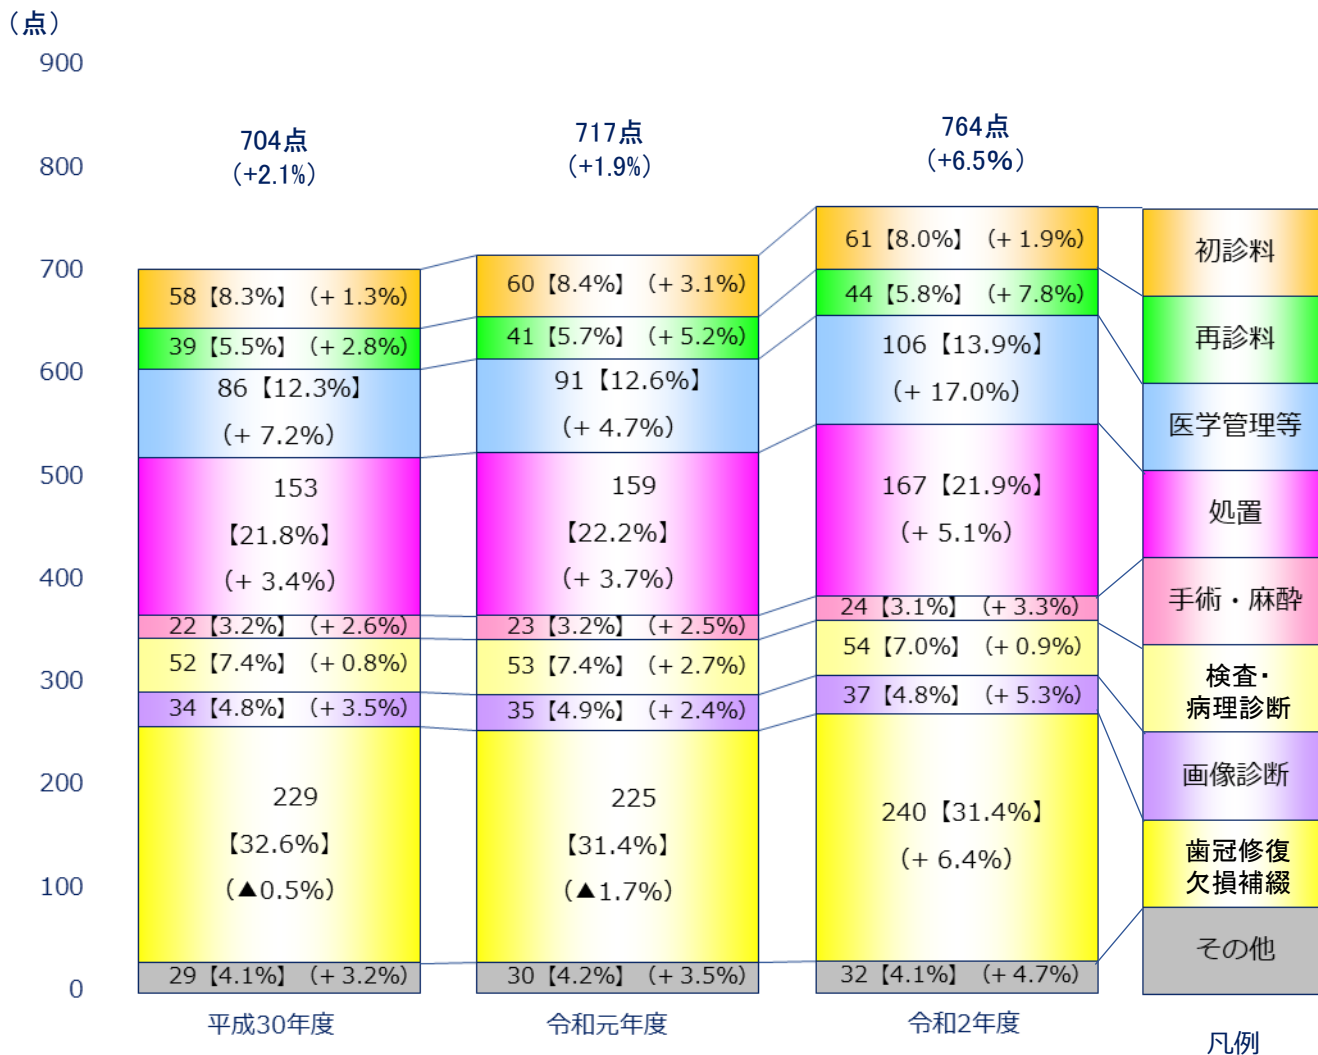 （点）
900
800
700
600
500
400
300
200
100
0
704点
（+2.1%）
58【8.3%】（+ 1.3%）
39【5.5%】（+ 2.8%）
86【12.3%】
（+ 7.2%）
153
【21.8%】
（+ 3.4%）
22【3.2%】（+ 2.6%）
52【7.4%】（+ 0.8%）
34【4.8%】（+ 3.5%）
229
【32.6%】
（▲0.5%）
29【4.1%】（+ 3.2%）
平成30年度
717点
（+1.9%）
60【8.4%】（+ 3.1%）
41【5.7%】（+ 5.2%）
91【12.6%】
（+ 4.7%）
159
【22.2%】
（+ 3.7%）
23【3.2%】（+ 2.5%）
53【7.4%】（+ 2.7%）
35【4.9%】（+ 2.4%）
225
【31.4%】
（▲1.7%）
30【4.2%】（+ 3.5%）
令和元年度
764点
（+6.5%）
61【8.0%】（+ 1.9%）
44【5.8%】（+ 7.8%）
106【13.9%】
（+ 17.0%）
167【21.9%】
（+ 5.1%）
24【3.1%】（+ 3.3%）
54【7.0%】（+ 0.9%）
37【4.8%】（+ 5.3%）
240【31.4%】
（+ 6.4%）
32【4.1%】（+ 4.7%）
令和2年度
初診料
再診料
医学管理等
処置
手術・麻酔
検査・
病理診断
画像診断
歯冠修復
欠損補綴
その他
凡例